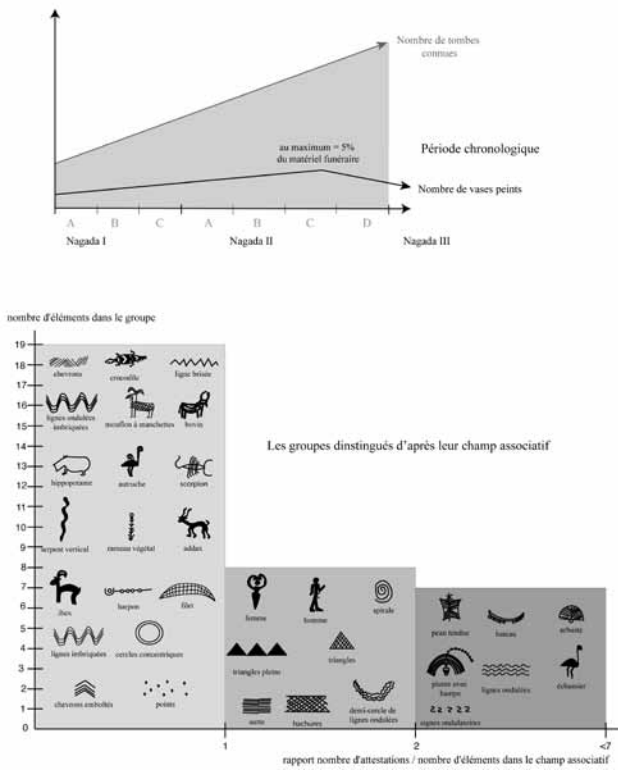 Nombre de tombes
connues
au maximum = 5%
du matériel funéraire
Période chronologique
Nombre de vases peints
A B C A B C D
Nagada I Nagada II Nagada III
nombre d'éléments dans le groupe
Les groupes dinstingués d'après leur champ associatif
19
18
17
16
15
14
13
12
11
10
9
8
7
6
5
4
3
2
1
0
chevrons crocodile ligne brisée
lignes ondulées
imbriquées
mouflon à manchettes bovin
hippopotame autruche scorpion
serpent vertical rameau végétal addax
ibex harpon filet
lignes imbriquées cercles concentriques
chevrons emboîtés points
femme homme spirale
triangles pleins triangles
demi-cercle de
lignes ondulées
hachures
peau tendue bateau arbuste
plante avec
hampe
lignes ondulées échassier
signes ondulatoires
1 2 <7
rapport nombre d'attestations / nombre d'éléments dans le champ associatif